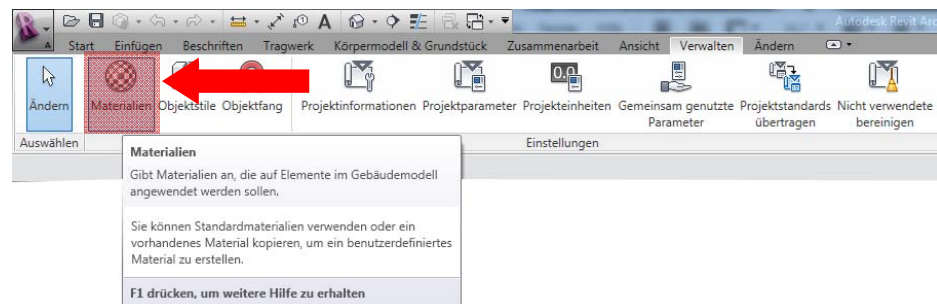 Autodesk Revit Arc
Start Einfügen Beschriften Tragwerk Körpermodell & Grundstück Zusammenarbeit Ansicht Verwalten Ändern
Ändern Materialien Objektstile Objektfang Projektinformationen Projektparameter Projekteinheiten Gemeinsam genutzte Projektstandards Nicht verwendete
Parameter übertragen bereinigen
Auswählen Einstellungen
Materialien
Gibt Materialien an, die auf Elemente im Gebäudemodell
angewendet werden sollen.
Sie können Standardmaterialien verwenden oder ein
vorhandenes Material kopieren, um ein benutzerdefiniertes
Material zu erstellen.
F1 drücken, um weitere Hilfe zu erhalten